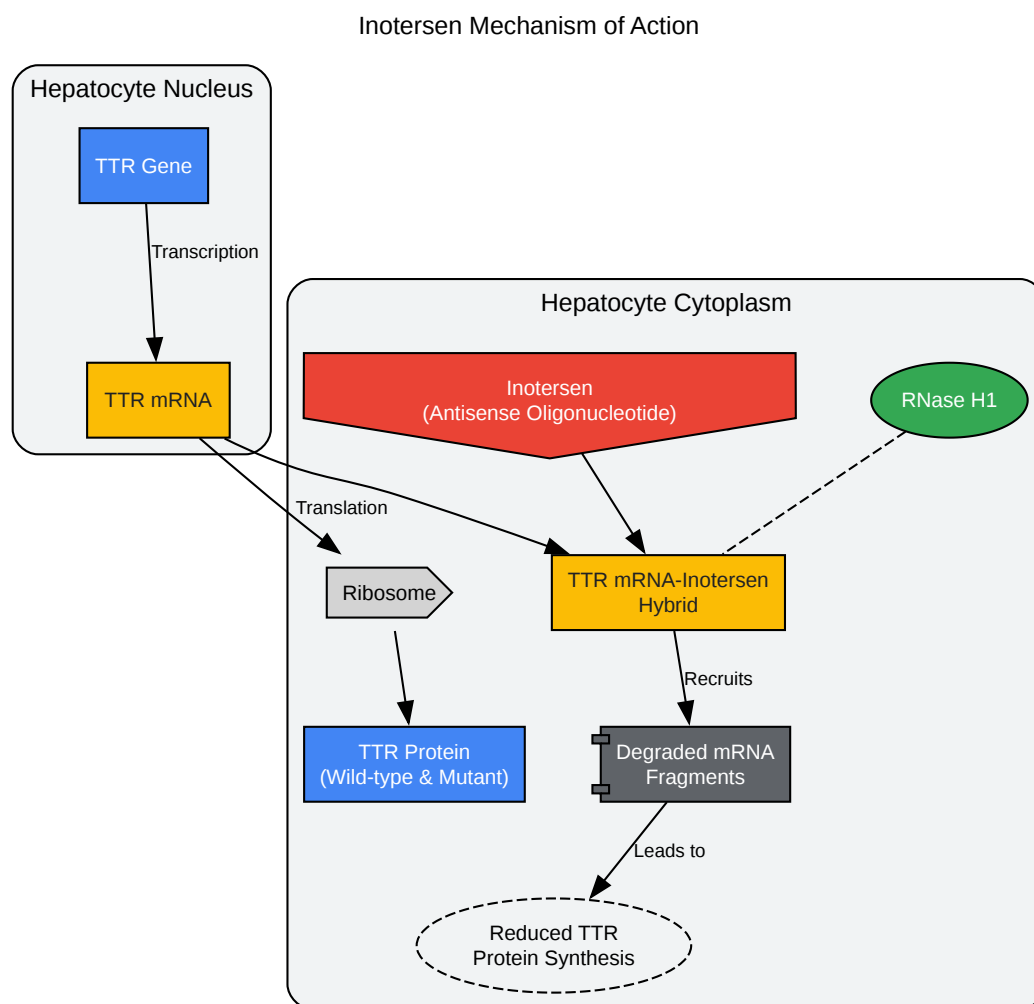 Inotersen Mechanism of Action
Hepatocyte Nucleus
TTR Gene
Transcription
TTR mRNA
Hepatocyte Cytoplasm
Inotersen
(Antisense Oligonucleotide)
RNase H1
Translation
Ribosome
TTR mRNA-Inotersen
Hybrid
Recruits
TTR Protein
(Wild-type & Mutant)
Degraded mRNA
Fragments
Leads to
Reduced TTR
Protein Synthesis